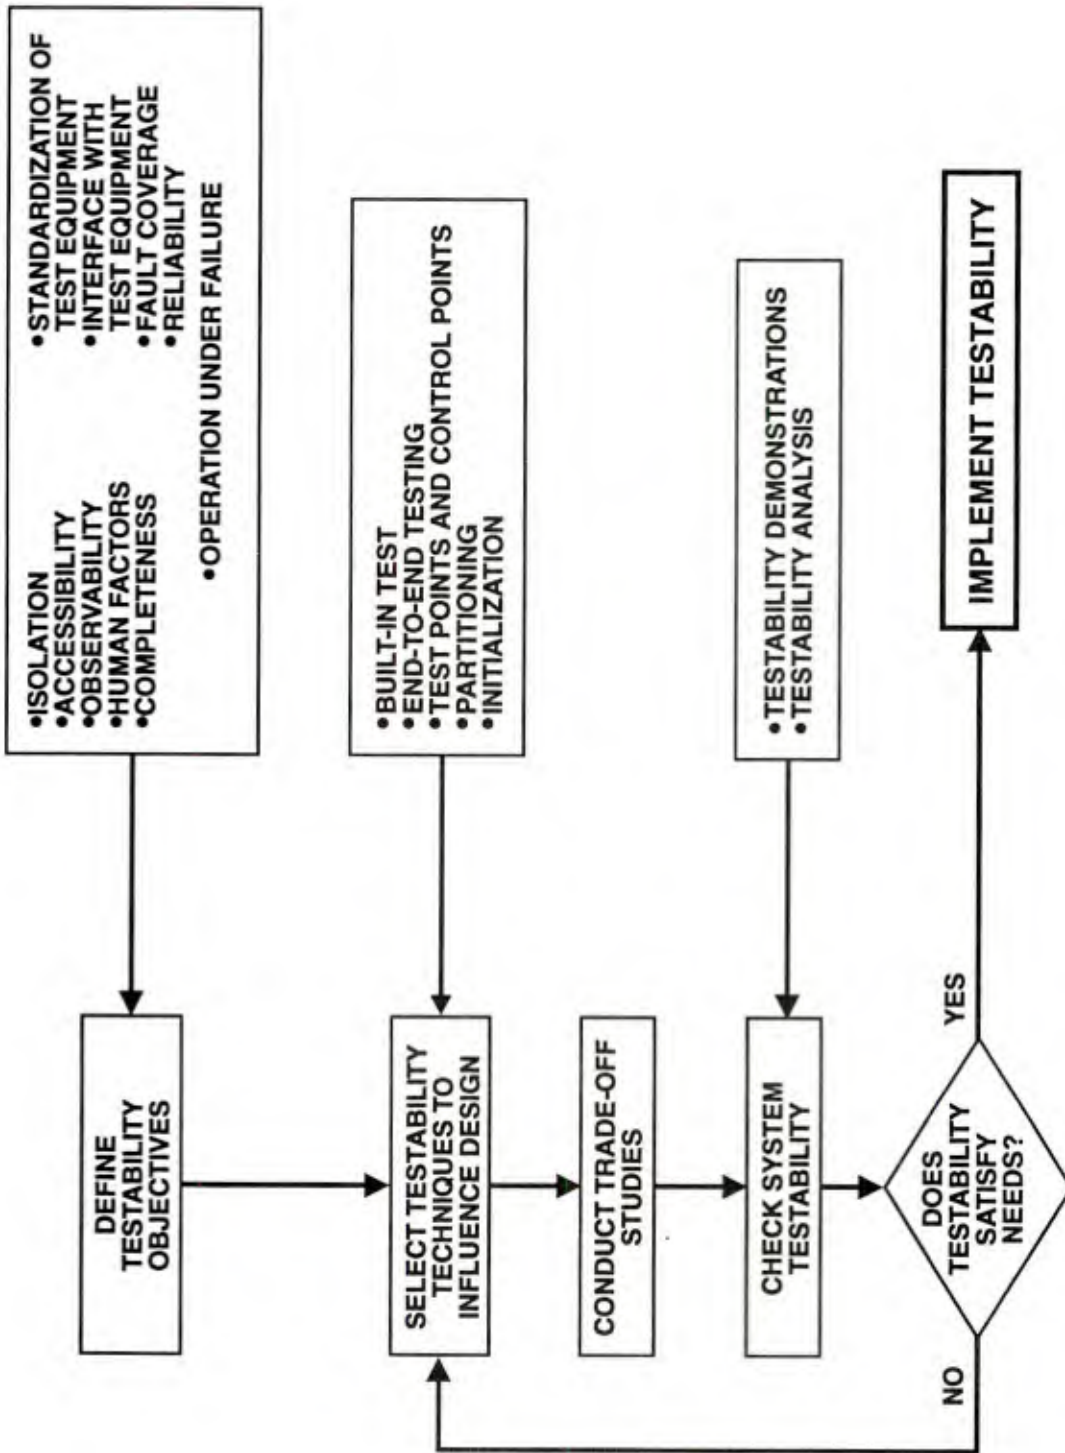 •ISOLATION
•ACCESSIBILITY
•OBSERVABILITY
•HUMAN FACTORS
•COMPLETENESS
•STANDARDIZATION OF
TEST EQUIPMENT
•INTERFACE WITH
TEST EQUIPMENT
•FAULT COVERAGE
•RELIABILITY
•OPERATION UNDER FAILURE
DEFINE
TESTABILITY
OBJECTIVES
•BUILT-IN TEST
•END-TO-END TESTING
•TEST POINTS AND CONTROL POINTS
•PARTITIONING
•INITIALIZATION
SELECT TESTABILITY
TECHNIQUES TO
INFLUENCE DESIGN
CONDUCT TRADE-OFF
STUDIES
•TESTABILITY DEMONSTRATIONS
•TESTABILITY ANALYSIS
CHECK SYSTEM
TESTABILITY
DOES
TESTABILITY
SATISFY
NEEDS?
NO
YES
IMPLEMENT TESTABILITY